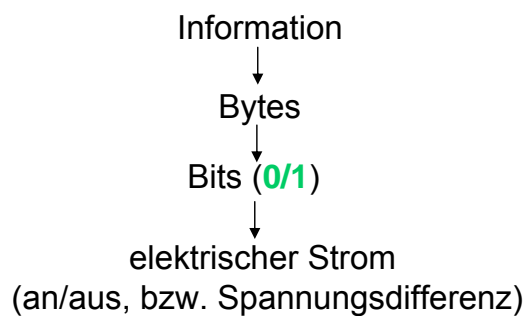 Information
Bytes
Bits (0/1)
elektrischer Strom
(an/aus, bzw. Spannungsdifferenz)